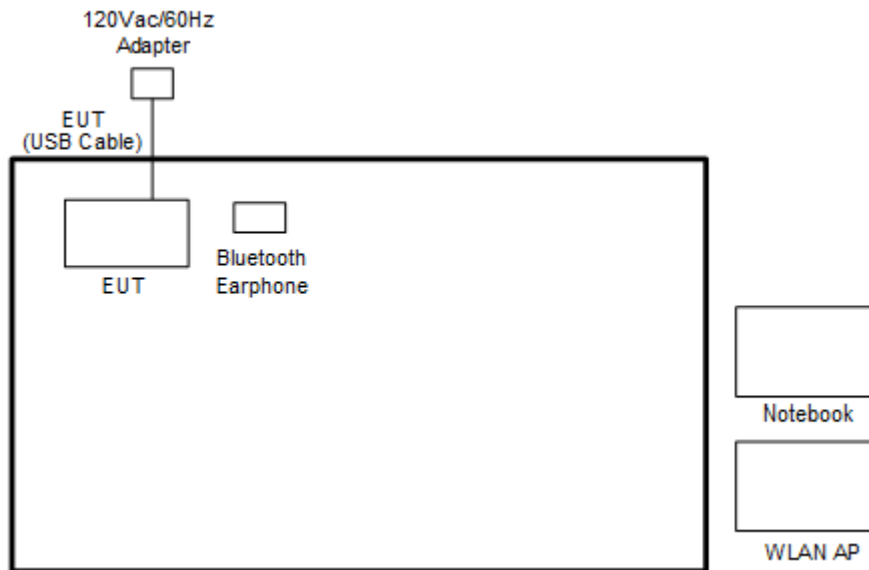 120Vac/60Hz
Adapter
EUT
(USB Cable)
EUT
Bluetooth
Earphone
Notebook
WLAN AP